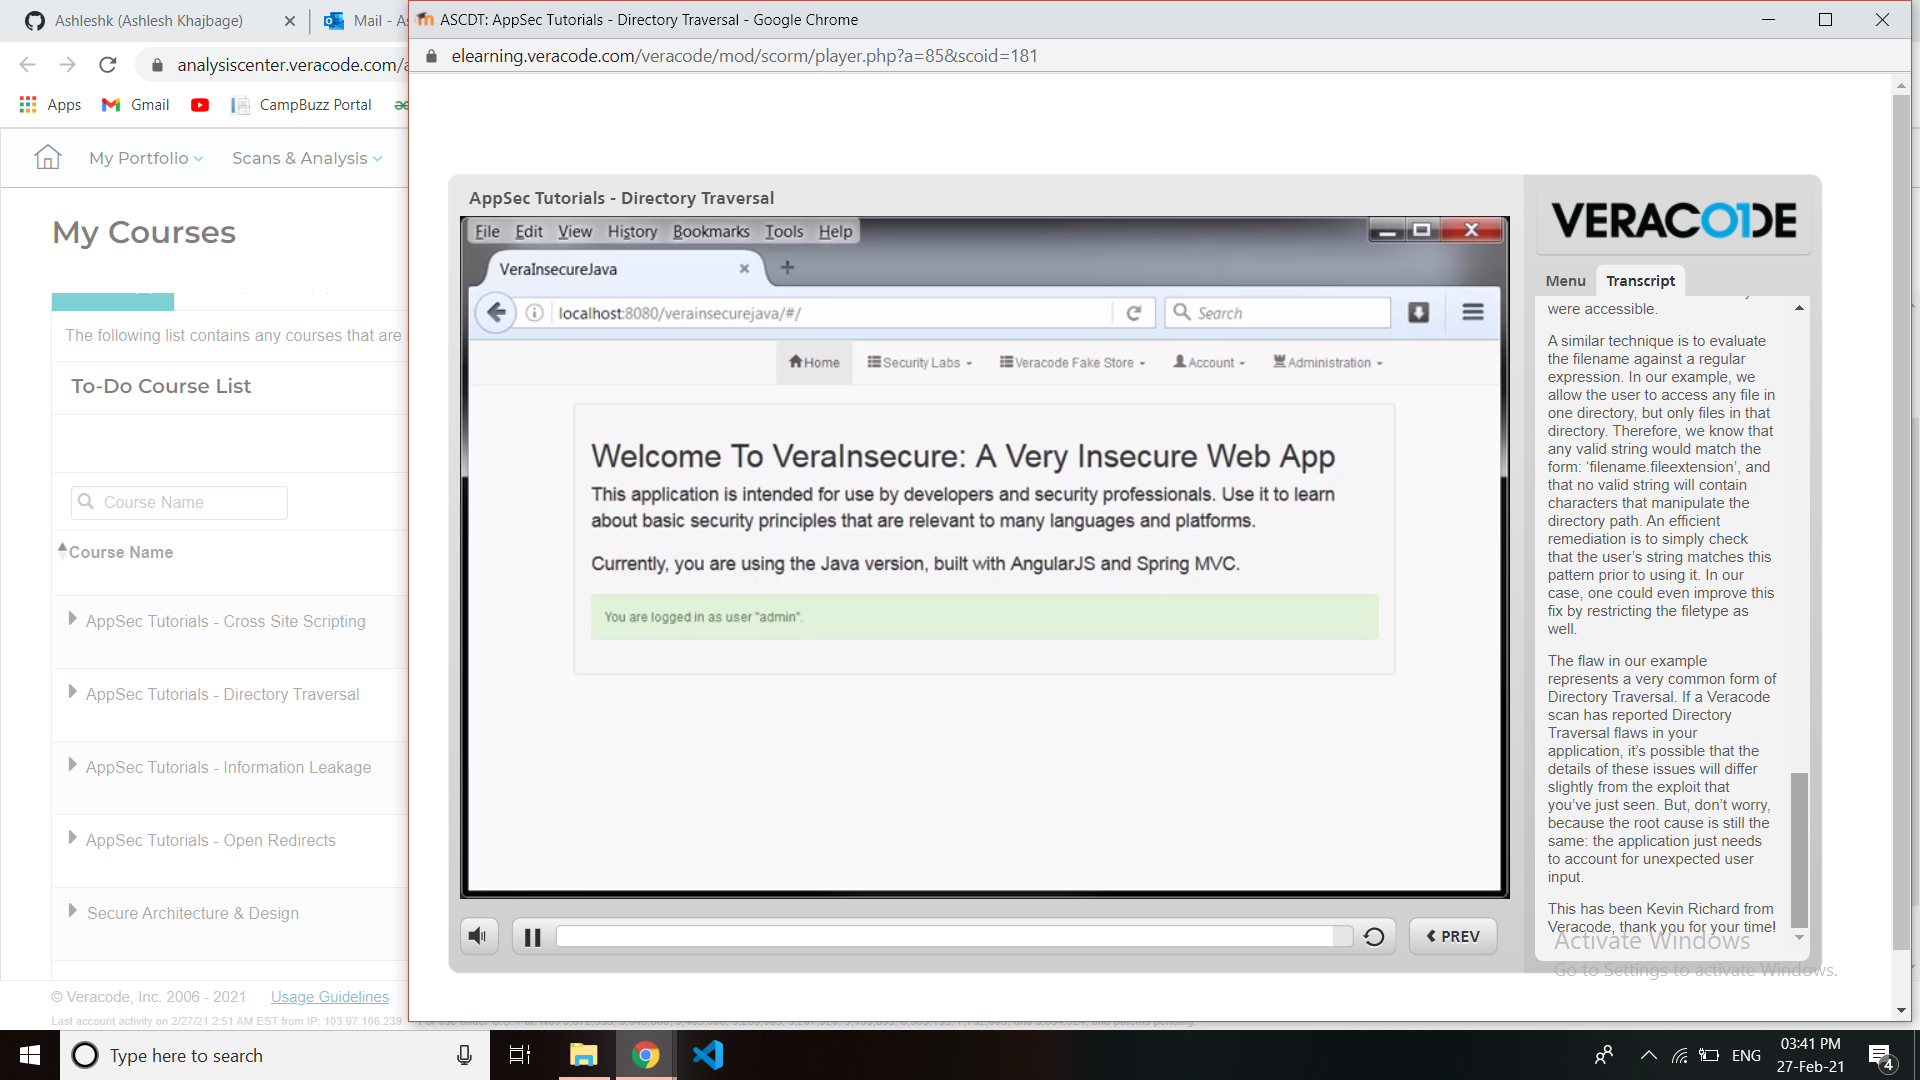 Ashleshk (Ashlesh Khajbage)
Mail - As
ASCDT: AppSec Tutorials - Directory Traversal - Google Chrome
analysiscenter.veracode.com/a
elearning.veracode.com/veracode/mod/scorm/player.php?a=85&scoid=181
Apps
Gmail
CampBuzz Portal
My Portfolio
Scans & Analysis
My Courses
The following list contains any courses that are
To-Do Course List
Course Name
Course Name
AppSec Tutorials - Cross Site Scripting
AppSec Tutorials - Directory Traversal
AppSec Tutorials - Information Leakage
AppSec Tutorials - Open Redirects
Secure Architecture & Design
© Veracode, Inc. 2006 - 2021
Usage Guidelines
Last account activity on 2/27/21 2:51 AM EST from IP: 103.97.106.239
AppSec Tutorials - Directory Traversal
File Edit View History Bookmarks Tools Help
VeraInsecureJava
localhost:8080/verainsecurejava/#/
Search
Home
Security Labs
Veracode Fake Store
Account
Administration
Welcome To VeraInsecure: A Very Insecure Web App
This application is intended for use by developers and security professionals. Use it to learn
about basic security principles that are relevant to many languages and platforms.
Currently, you are using the Java version, built with AngularJS and Spring MVC.
You are logged in as user "admin".
PREV
VERACODE
Menu
Transcript
were accessible.
A similar technique is to evaluate
the filename against a regular
expression. In our example, we
allow the user to access any file in
one directory, but only files in that
directory. Therefore, we know that
any valid string would match the
form: ‘filename.fileextension’, and
that no valid string will contain
characters that manipulate the
directory path. An efficient
remediation is to simply check
that the user’s string matches this
pattern prior to using it. In our
case, one could even improve this
fix by restricting the filetype as
well.
The flaw in our example
represents a very common form of
Directory Traversal. If a Veracode
scan has reported Directory
Traversal flaws in your
application, it’s possible that the
details of these issues will differ
slightly from the exploit that
you’ve just seen. But, don’t worry,
because the root cause is still the
same: the application just needs
to account for unexpected user
input.
This has been Kevin Richard from
Veracode, thank you for your time!
Activate Windows
Go to Settings to activate Windows.
Type here to search
ENG
03:41 PM
27-Feb-21
4